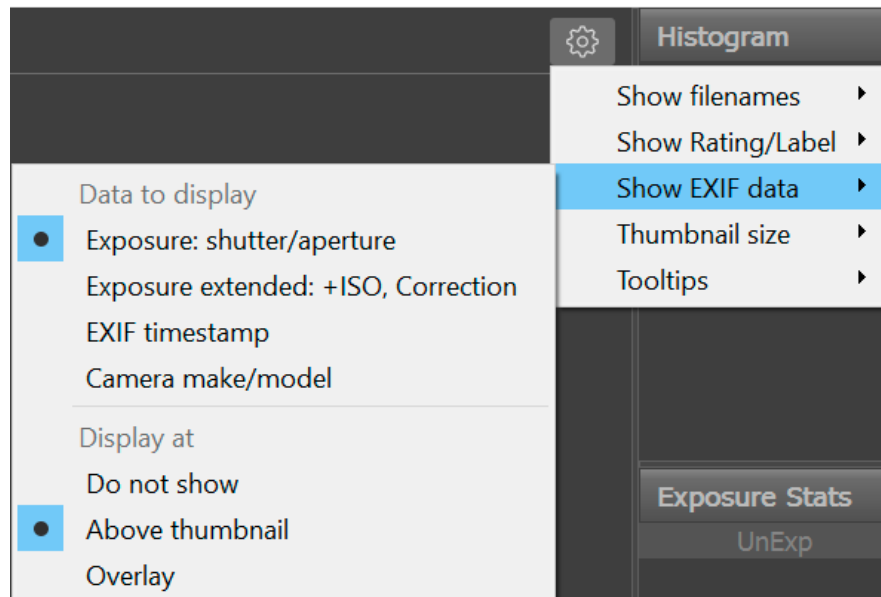 Histogram
Show filenames
Show Rating/Label
Show EXIF data
Thumbnail size
Tooltips
Data to display
Exposure: shutter/aperture
Exposure extended: +ISO, Correction
EXIF timestamp
Camera make/model
Display at
Do not show
Above thumbnail
Overlay
Exposure Stats
UnExp